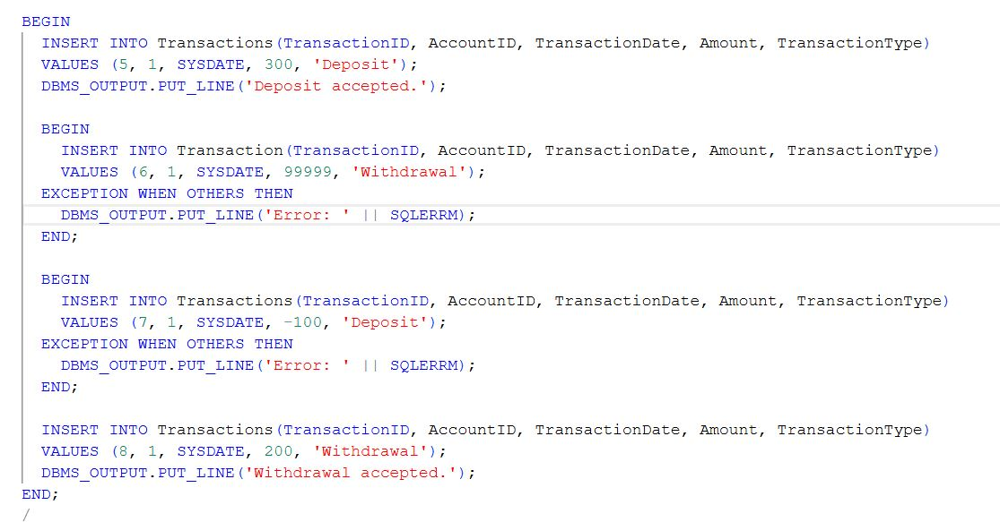 BEGIN
INSERT INTO Transactions(TransactionID, AccountID, TransactionDate, Amount, TransactionType)
VALUES (5, 1, SYSDATE, 300, 'Deposit');
DBMS_OUTPUT.PUT_LINE('Deposit accepted.');
BEGIN
INSERT INTO Transaction(TransactionID, AccountID, TransactionDate, Amount, TransactionType)
VALUES (6, 1, SYSDATE, 99999, 'Withdrawal');
EXCEPTION WHEN OTHERS THEN
DBMS_OUTPUT.PUT_LINE('Error: ' || SQLERRM);
END;
BEGIN
INSERT INTO Transactions(TransactionID, AccountID, TransactionDate, Amount, TransactionType)
VALUES (7, 1, SYSDATE, -100, 'Deposit');
EXCEPTION WHEN OTHERS THEN
DBMS_OUTPUT.PUT_LINE('Error: ' || SQLERRM);
END;
INSERT INTO Transactions(TransactionID, AccountID, TransactionDate, Amount, TransactionType)
VALUES (8, 1, SYSDATE, 200, 'Withdrawal');
DBMS_OUTPUT.PUT_LINE('Withdrawal accepted.');
END;
/